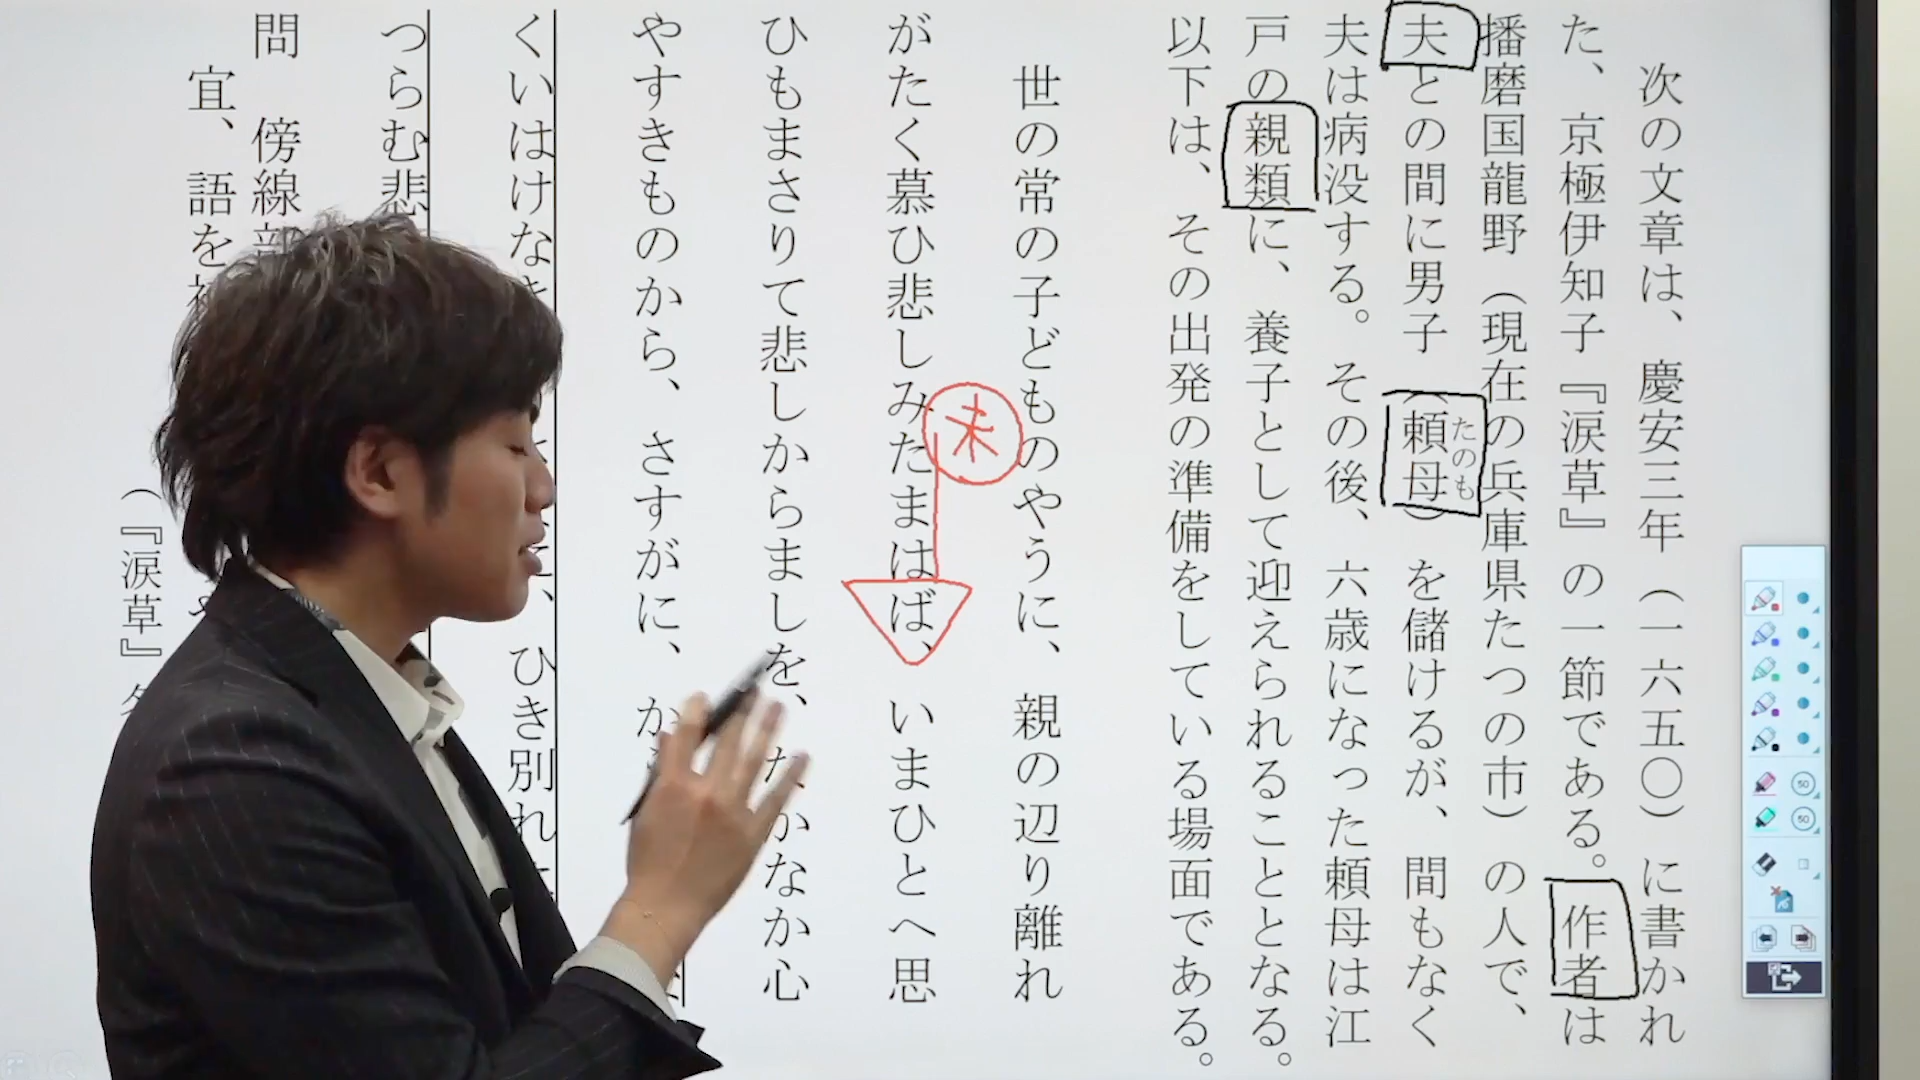 次の文章は、慶安三年（一六五〇）に書かれ
た、京極伊知子『涙草』の一節である。作者は
播磨国龍野（現在の兵庫県たつの市）の人で、
夫との間に男子（頼母）を儲けるが、間もなく
たのも
夫は病没する。その後、六歳になった頼母は江
戸の親類に、養子として迎えられることとなる。
以下は、その出発の準備をしている場面である。
世の常の子どものやうに、親の辺り離れ
未
がたく慕ひ悲しみたまはば、いまひとへ思
ひもまさりて悲しからましを、なかなか心
やすきものから、さすがに、か
くいはけなき ひき別れ
つらむ悲
問 傍線部
宜、語を補
（『涙草』
50
50